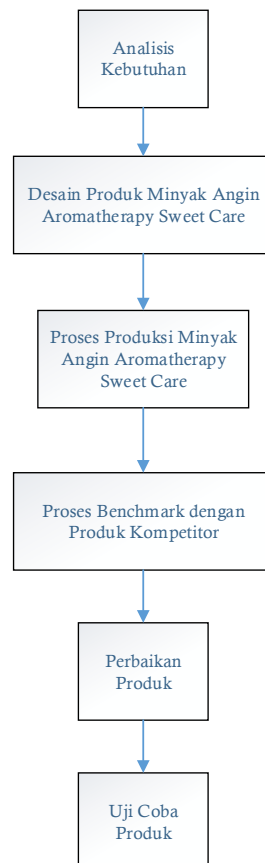 Analisis
Kebutuhan
Desain Produk Minyak Angin
Aromatherapy Sweet Care
Proses Produksi Minyak
Angin Aromatherapy
Sweet Care
Proses Benchmark dengan
Produk Kompetitor
Perbaikan
Produk
Uji Coba
Produk